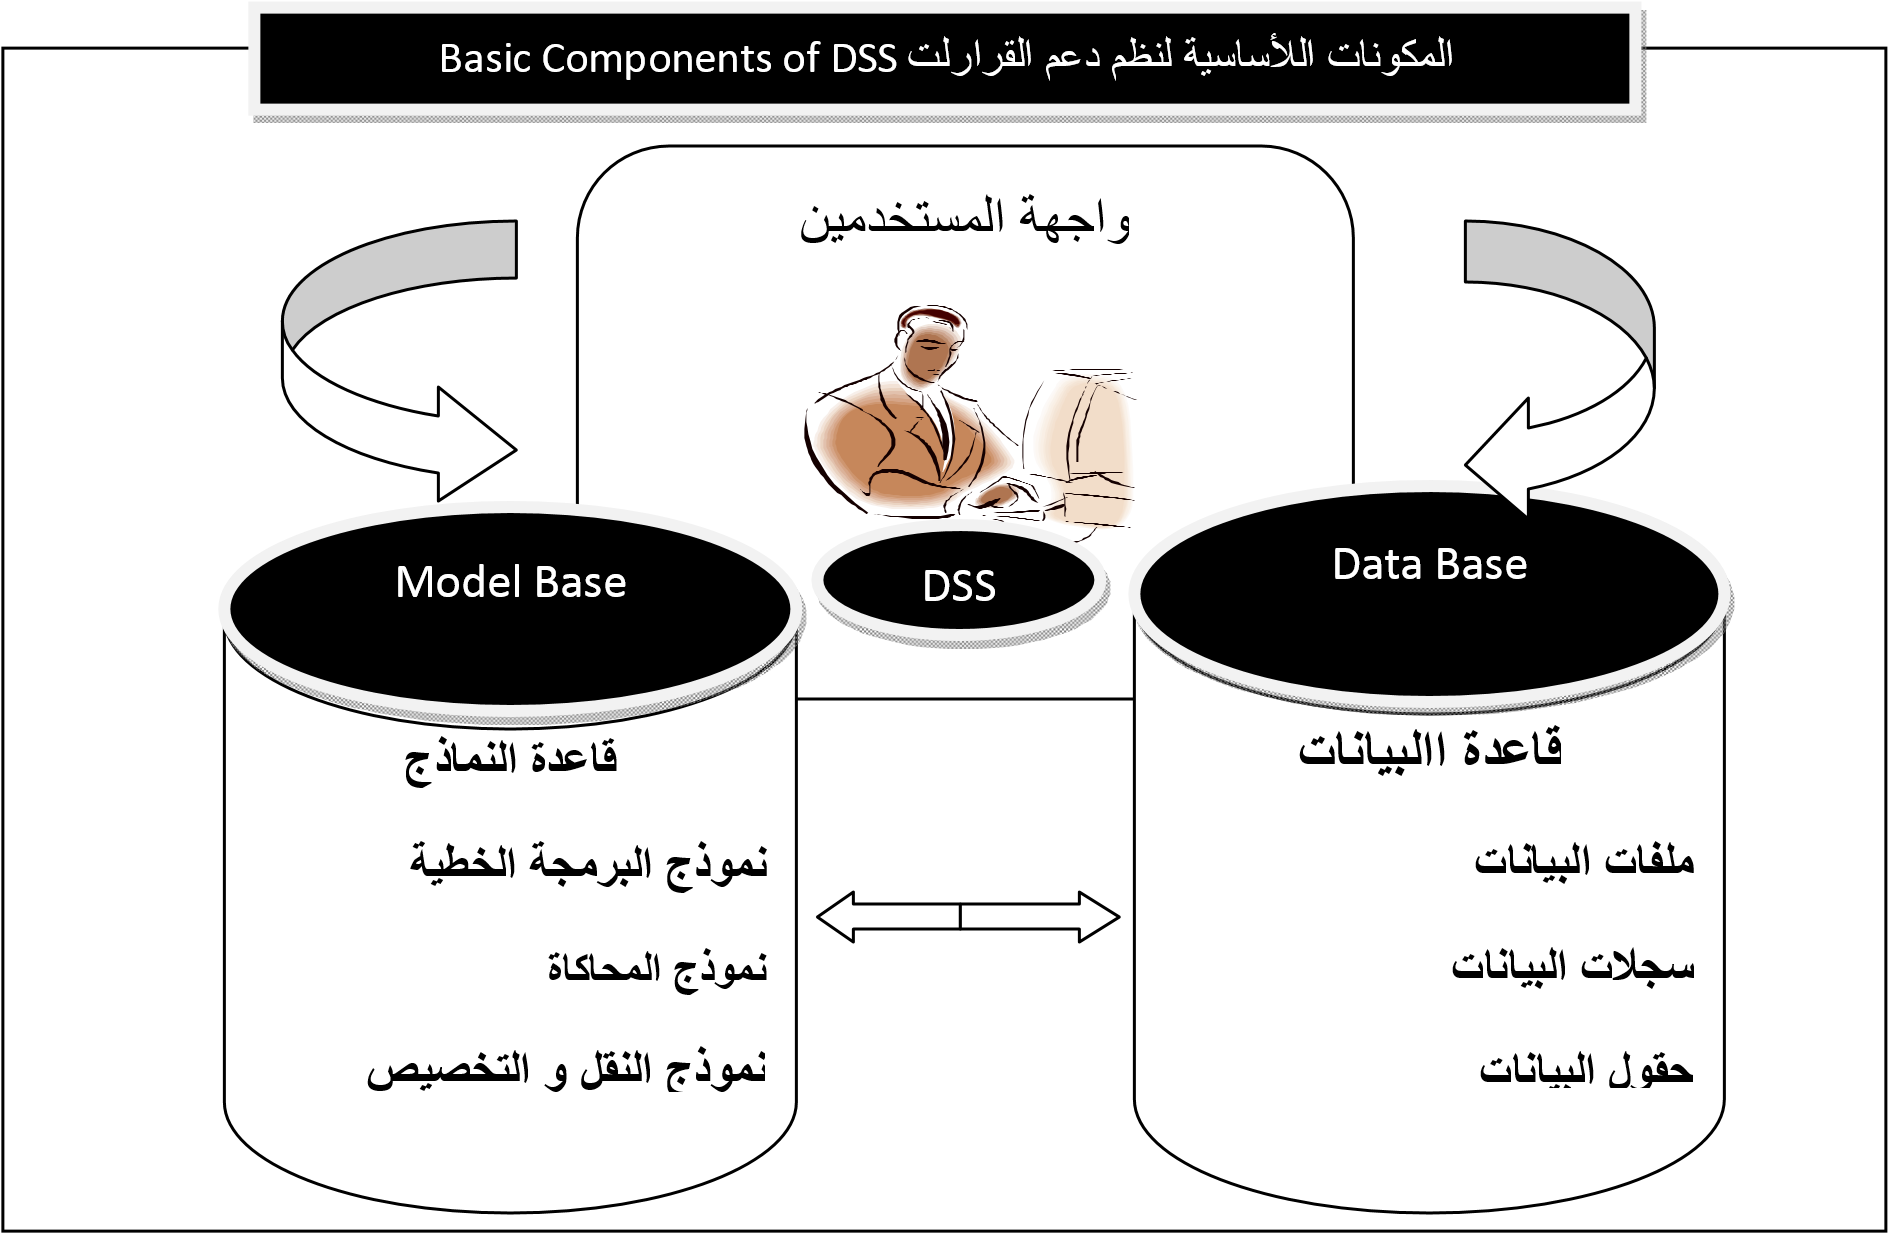 Basic Components of DSS المكونات اللأساسية لنظم دعم القرارلت
واجهة المستخدمين
Data Base
قاعدة االبيانات
ملفات البيانات
سجلات البيانات
حقول البيانات
DSS
Model Base
قاعدة النماذج
نموذج البرمجة الخطية
نموذج المحاكاة
نموذج النقل و التخصيص